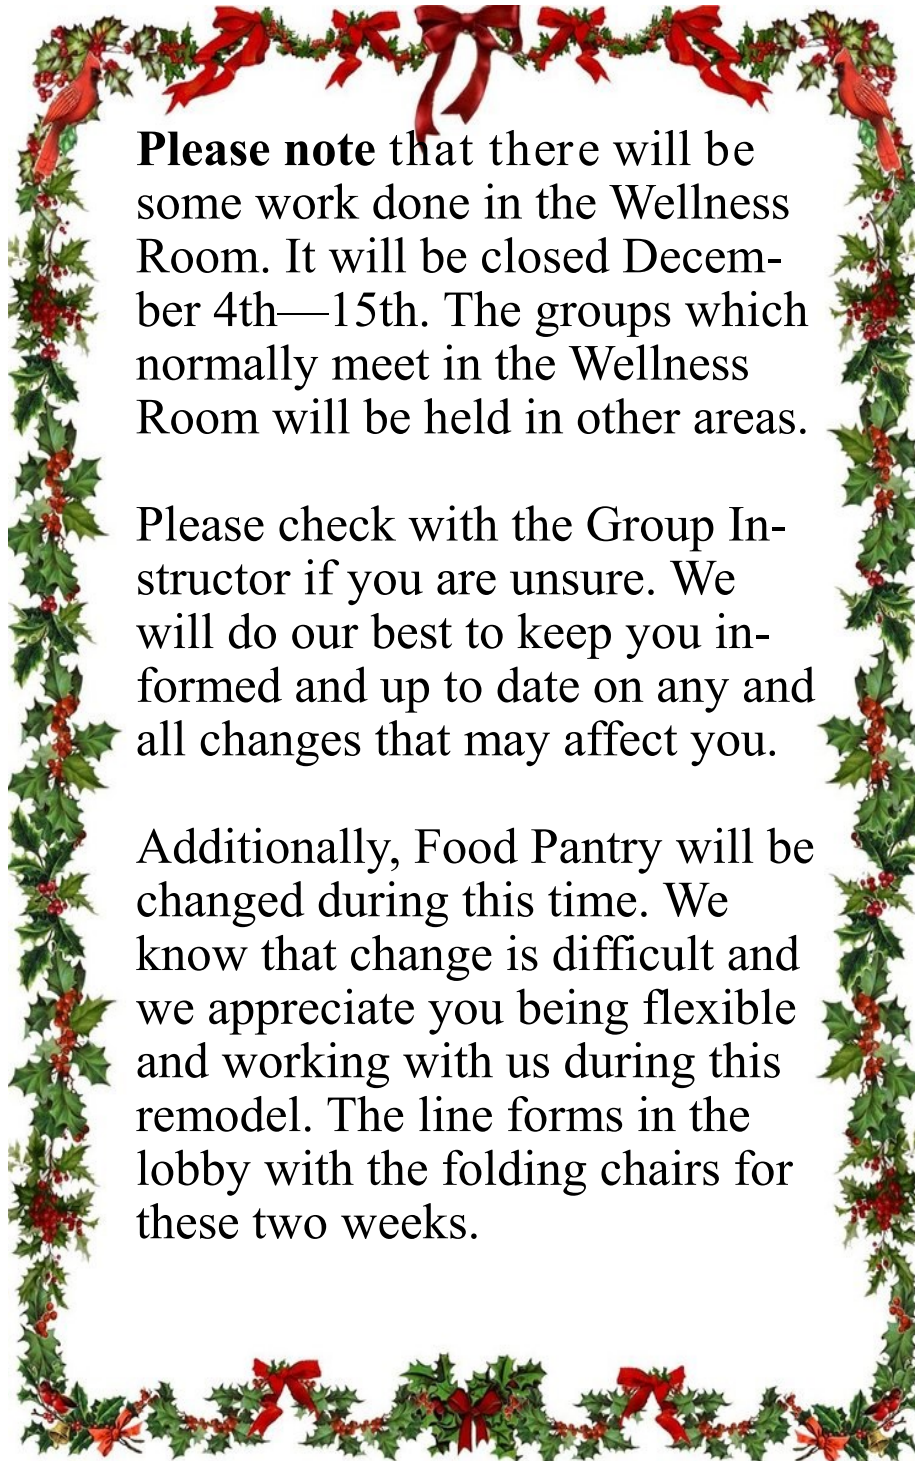 Please note that there will be
some work done in the Wellness
Room. It will be closed Decem-
ber 4th—15th. The groups which
normally meet in the Wellness
Room will be held in other areas.
Please check with the Group In-
structor if you are unsure. We
will do our best to keep you in-
formed and up to date on any and
all changes that may affect you.
Additionally, Food Pantry will be
changed during this time. We
know that change is difficult and
we appreciate you being flexible
and working with us during this
remodel. The line forms in the
lobby with the folding chairs for
these two weeks.